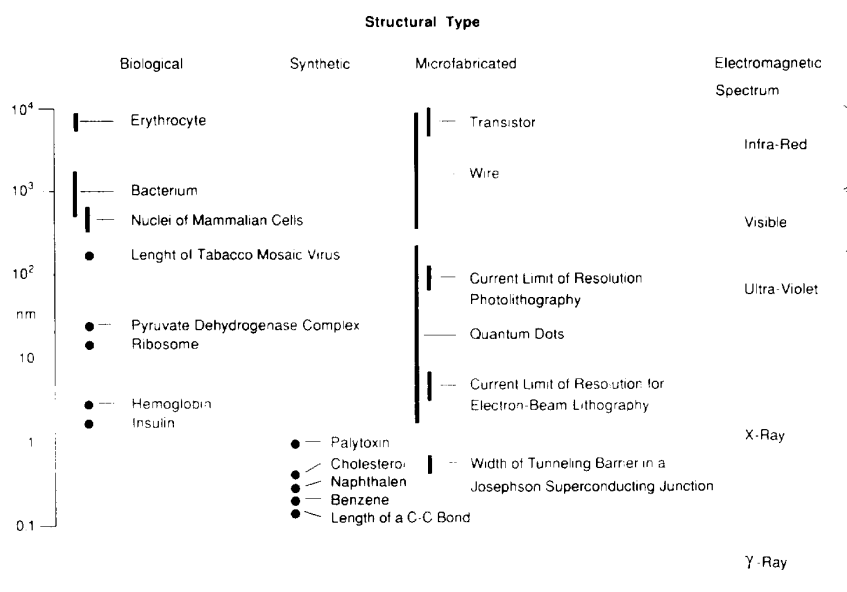 Structural Type
Biological
Synthetic
Microfabricated
Electromagnetic
Spectrum
10⁴
Erythrocyte
Transistor
Infra-Red
Wire
10³
Bacterium
Nuclei of Mammalian Cells
Visible
Lenght of Tabacco Mosaic Virus
10²
Current Limit of Resolution
Photolithography
Ultra-Violet
nm
Pyruvate Dehydrogenase Complex
Ribosome
Quantum Dots
10
Current Limit of Resolution for
Electron-Beam Lithography
Hemoglobin
Insulin
X-Ray
1
Palytoxin
Cholestero
Naphthalen
Benzene
Length of a C-C Bond
Width of Tunneling Barrier in a
Josephson Superconducting Junction
0.1
γ-Ray